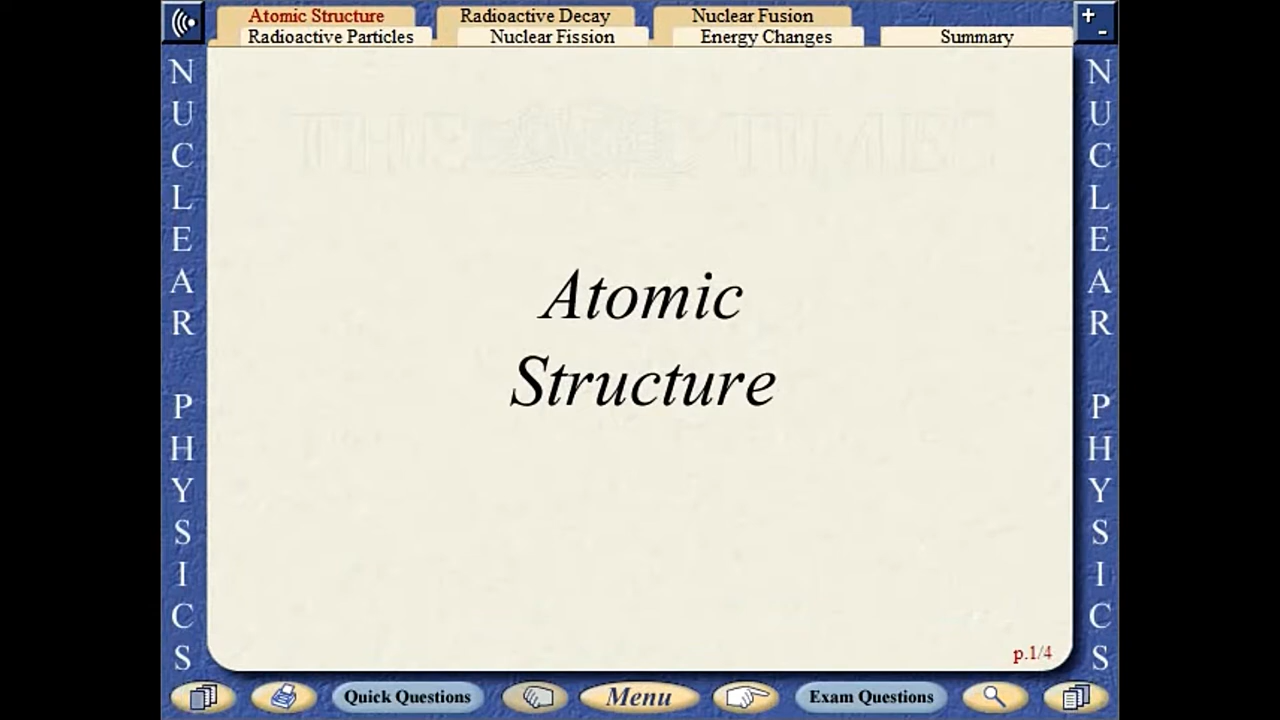 Atomic Structure
Radioactive Decay
Nuclear Fusion
Radioactive Particles
Nuclear Fission
Energy Changes
Summary
NUCLEAR PHYSICS
Atomic
Structure
NUCLEAR PHYSICS
p.1/4
Quick Questions
Menu
Exam Questions